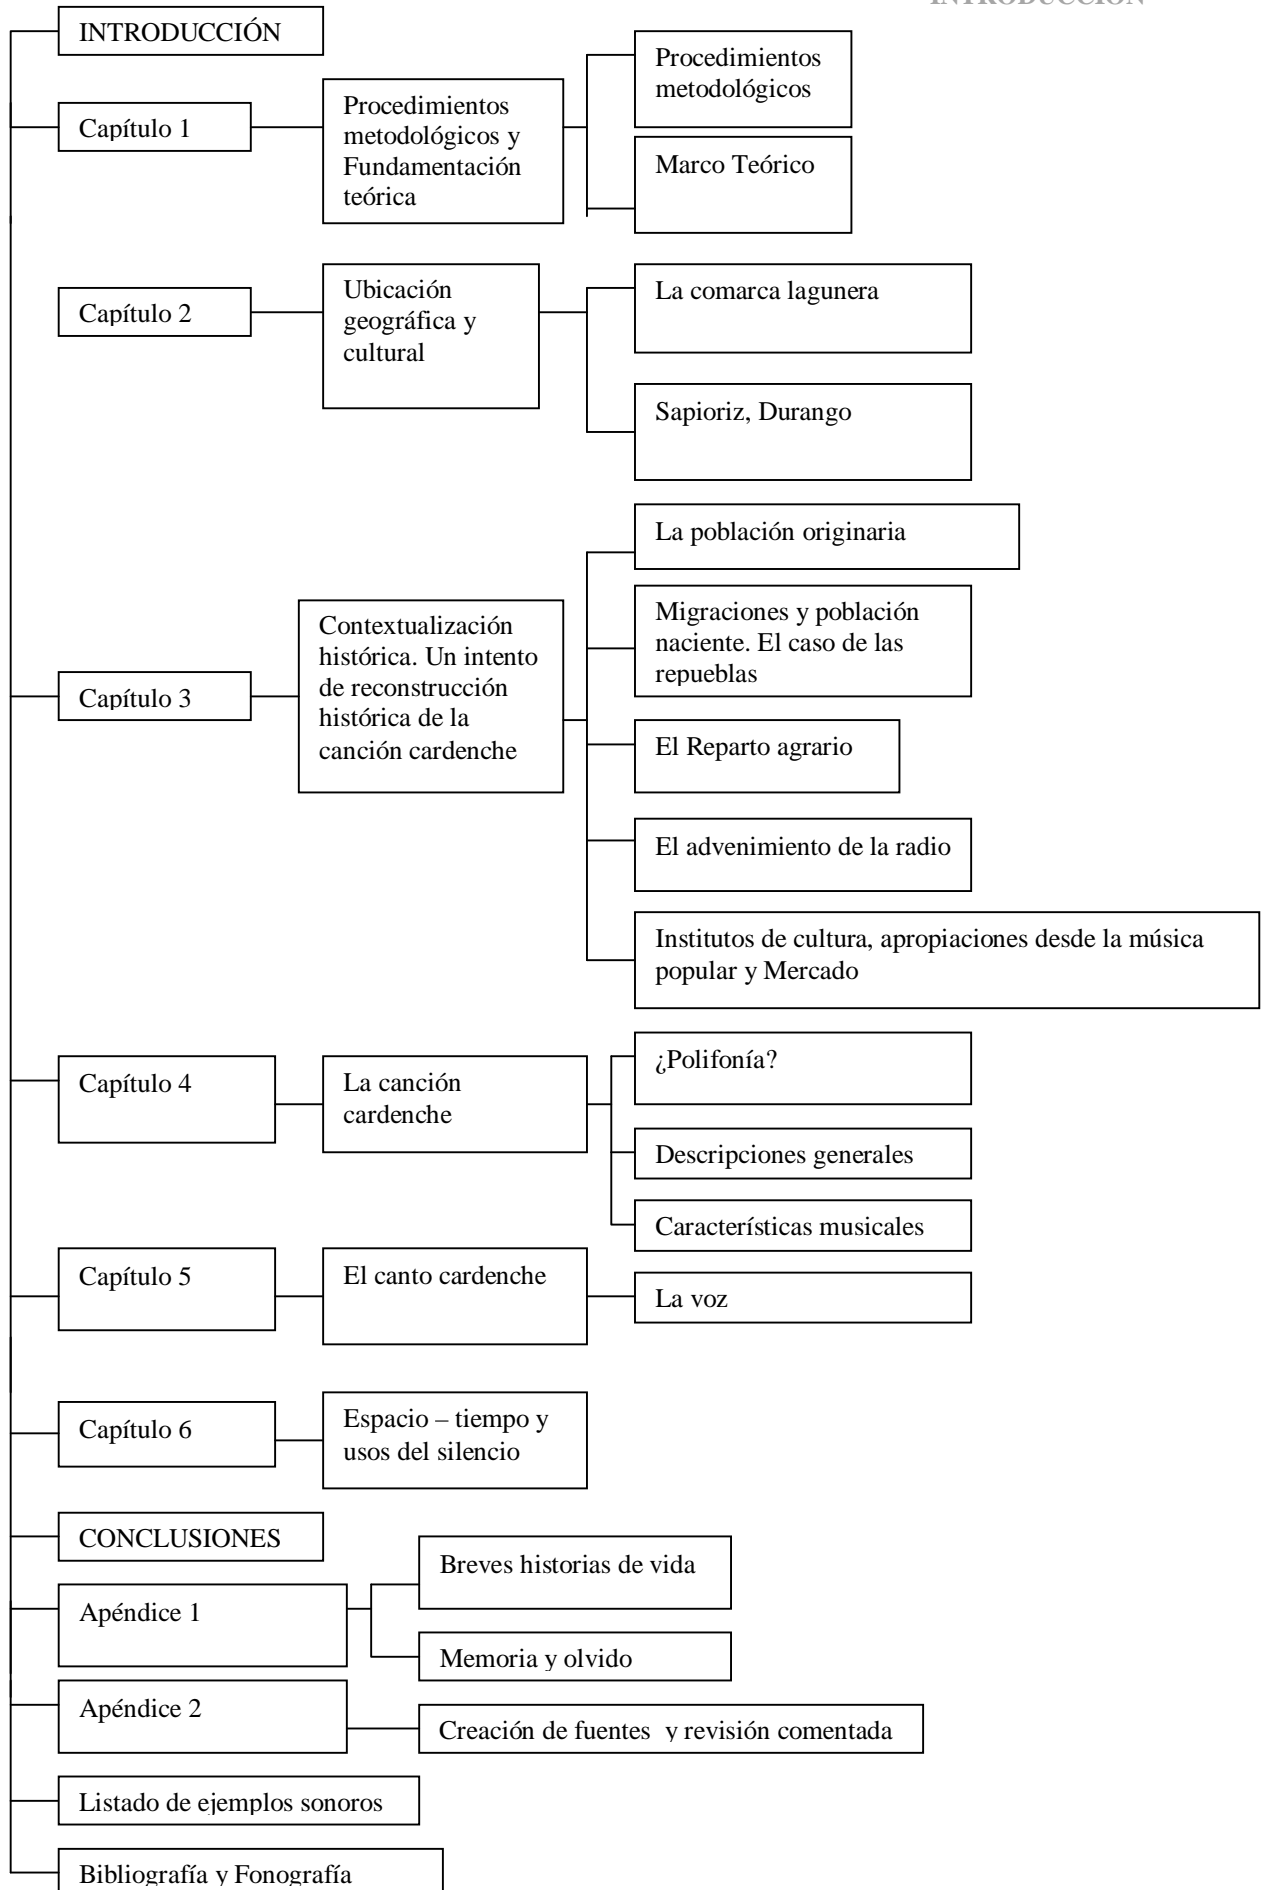 INTRODUCCIÓN
INTRODUCCIÓN
Capítulo 1
Procedimientos
metodológicos y
Fundamentación
teórica
Procedimientos
metodológicos
Marco Teórico
Capítulo 2
Ubicación
geográfica y
cultural
La comarca lagunera
Sapioriz, Durango
Capítulo 3
Contextualización
histórica. Un intento
de reconstrucción
histórica de la
canción cardenche
La población originaria
Migraciones y población
naciente. El caso de las
repueblas
El Reparto agrario
El advenimiento de la radio
Institutos de cultura, apropiaciones desde la música
popular y Mercado
Capítulo 4
La canción
cardenche
¿Polifonía?
Descripciones generales
Características musicales
Capítulo 5
El canto cardenche
La voz
Capítulo 6
Espacio – tiempo y
usos del silencio
CONCLUSIONES
Apéndice 1
Breves historias de vida
Memoria y olvido
Apéndice 2
Creación de fuentes y revisión comentada
Listado de ejemplos sonoros
Bibliografía y Fonografía